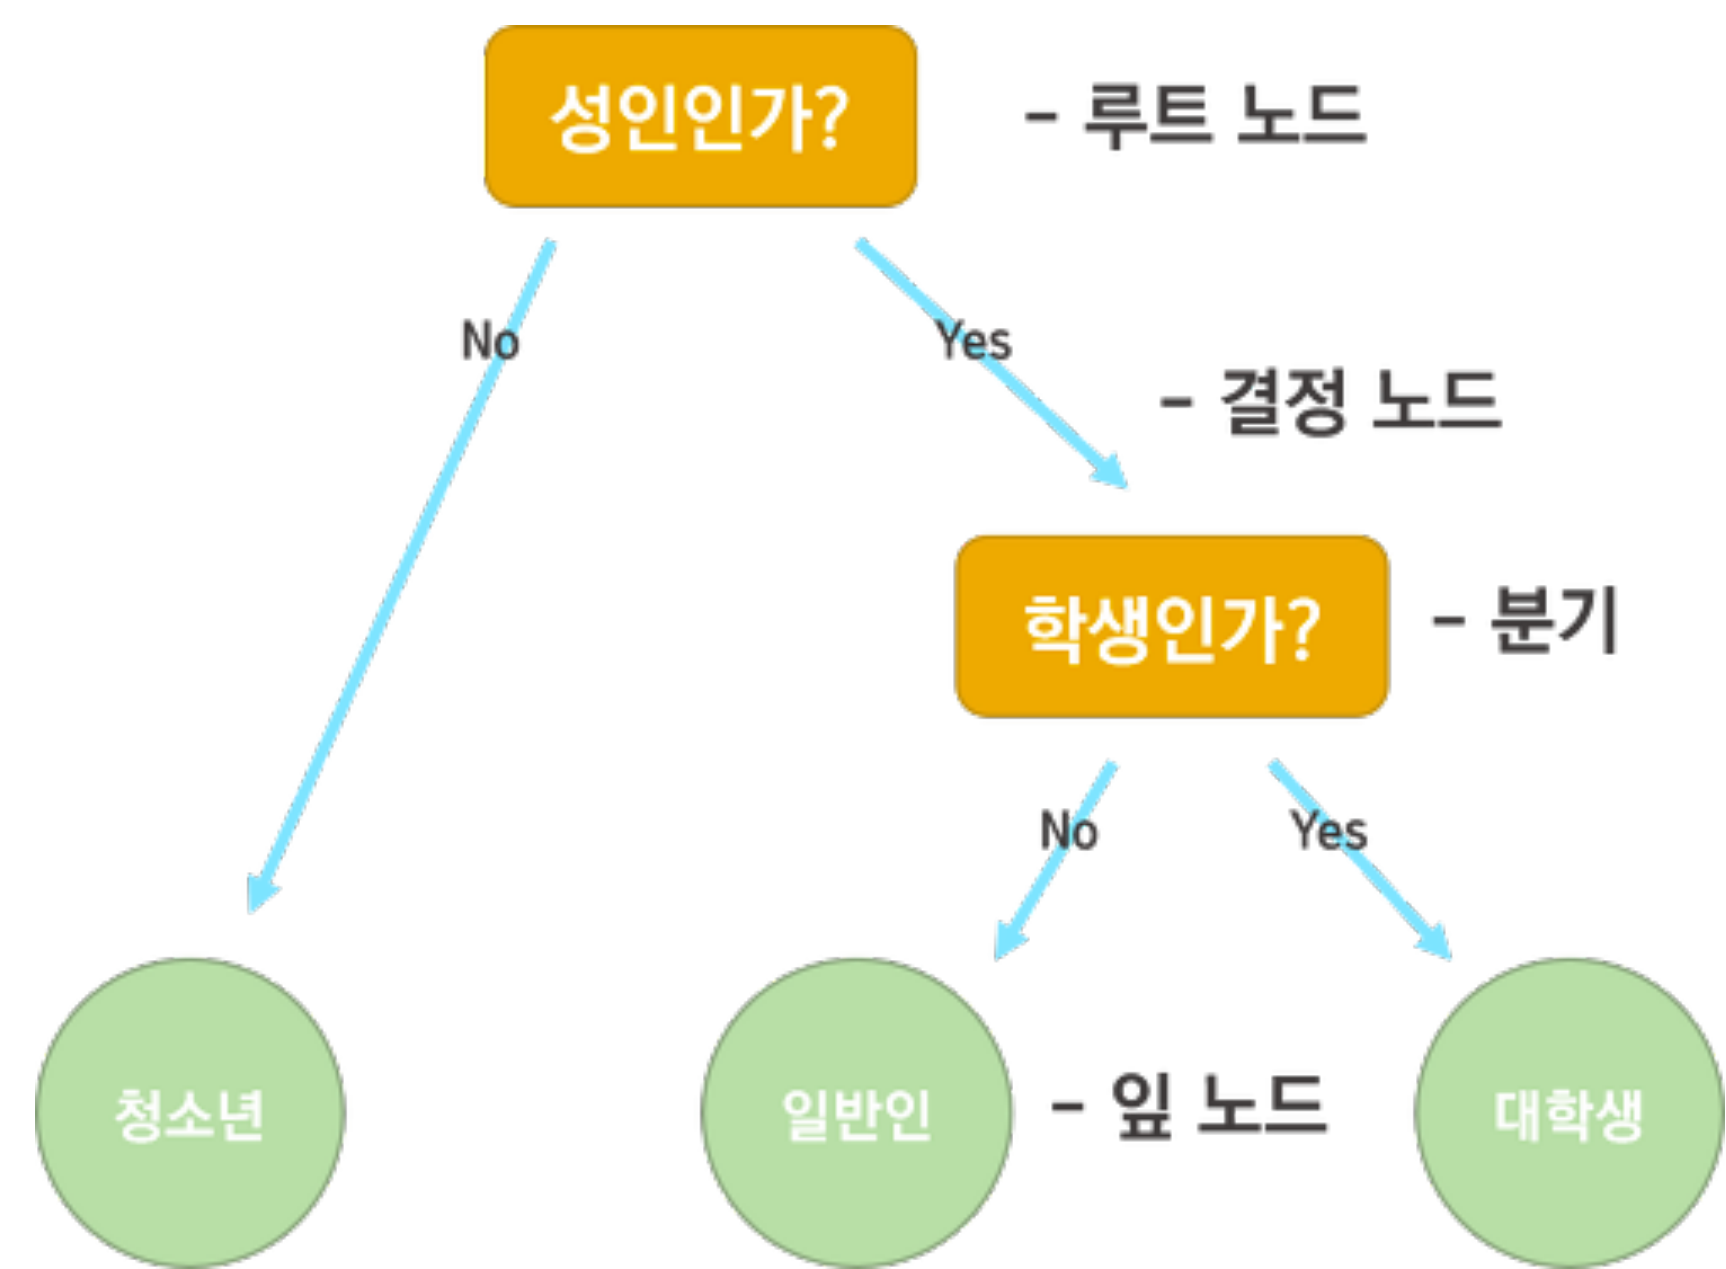 성인인가?
- 루트 노드
No
Yes
- 결정 노드
학생인가?
- 분기
No
Yes
청소년
일반인
- 잎 노드
대학생